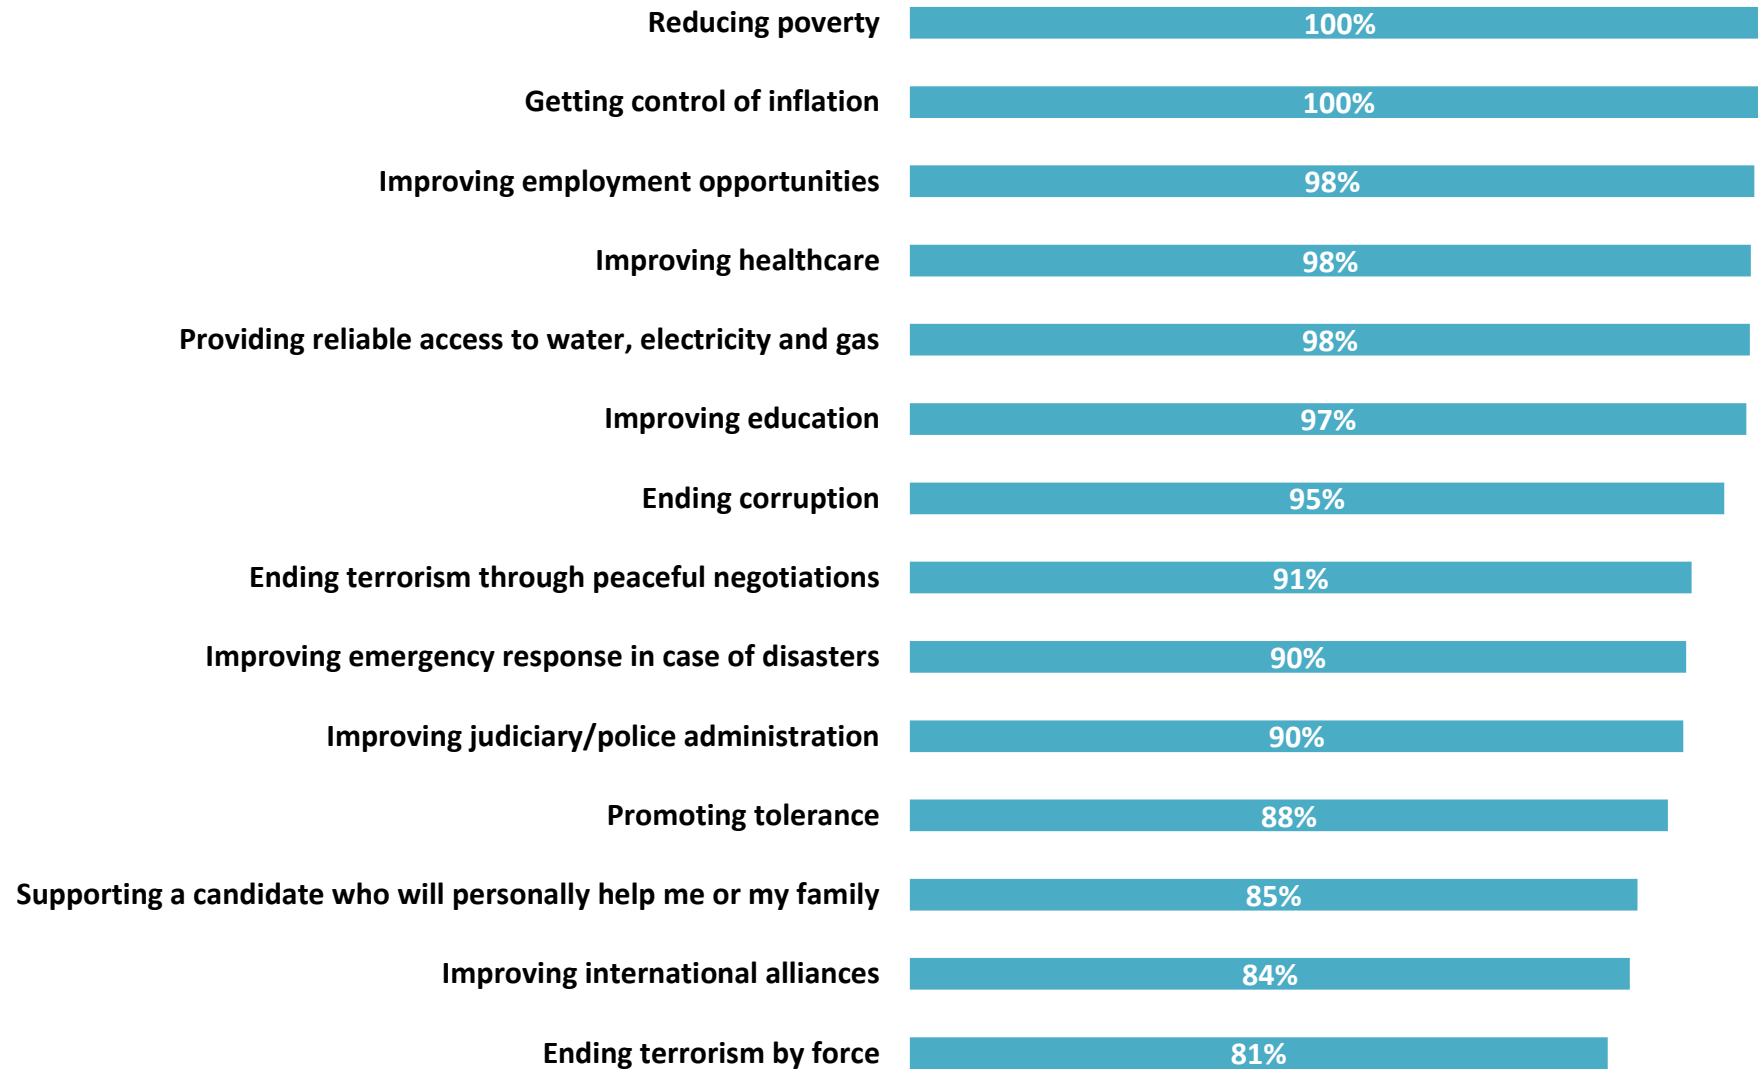 Reducing poverty 100%
Getting control of inflation 100%
Improving employment opportunities 98%
Improving healthcare 98%
Providing reliable access to water, electricity and gas 98%
Improving education 97%
Ending corruption 95%
Ending terrorism through peaceful negotiations 91%
Improving emergency response in case of disasters 90%
Improving judiciary/police administration 90%
Promoting tolerance 88%
Supporting a candidate who will personally help me or my family 85%
Improving international alliances 84%
Ending terrorism by force 81%